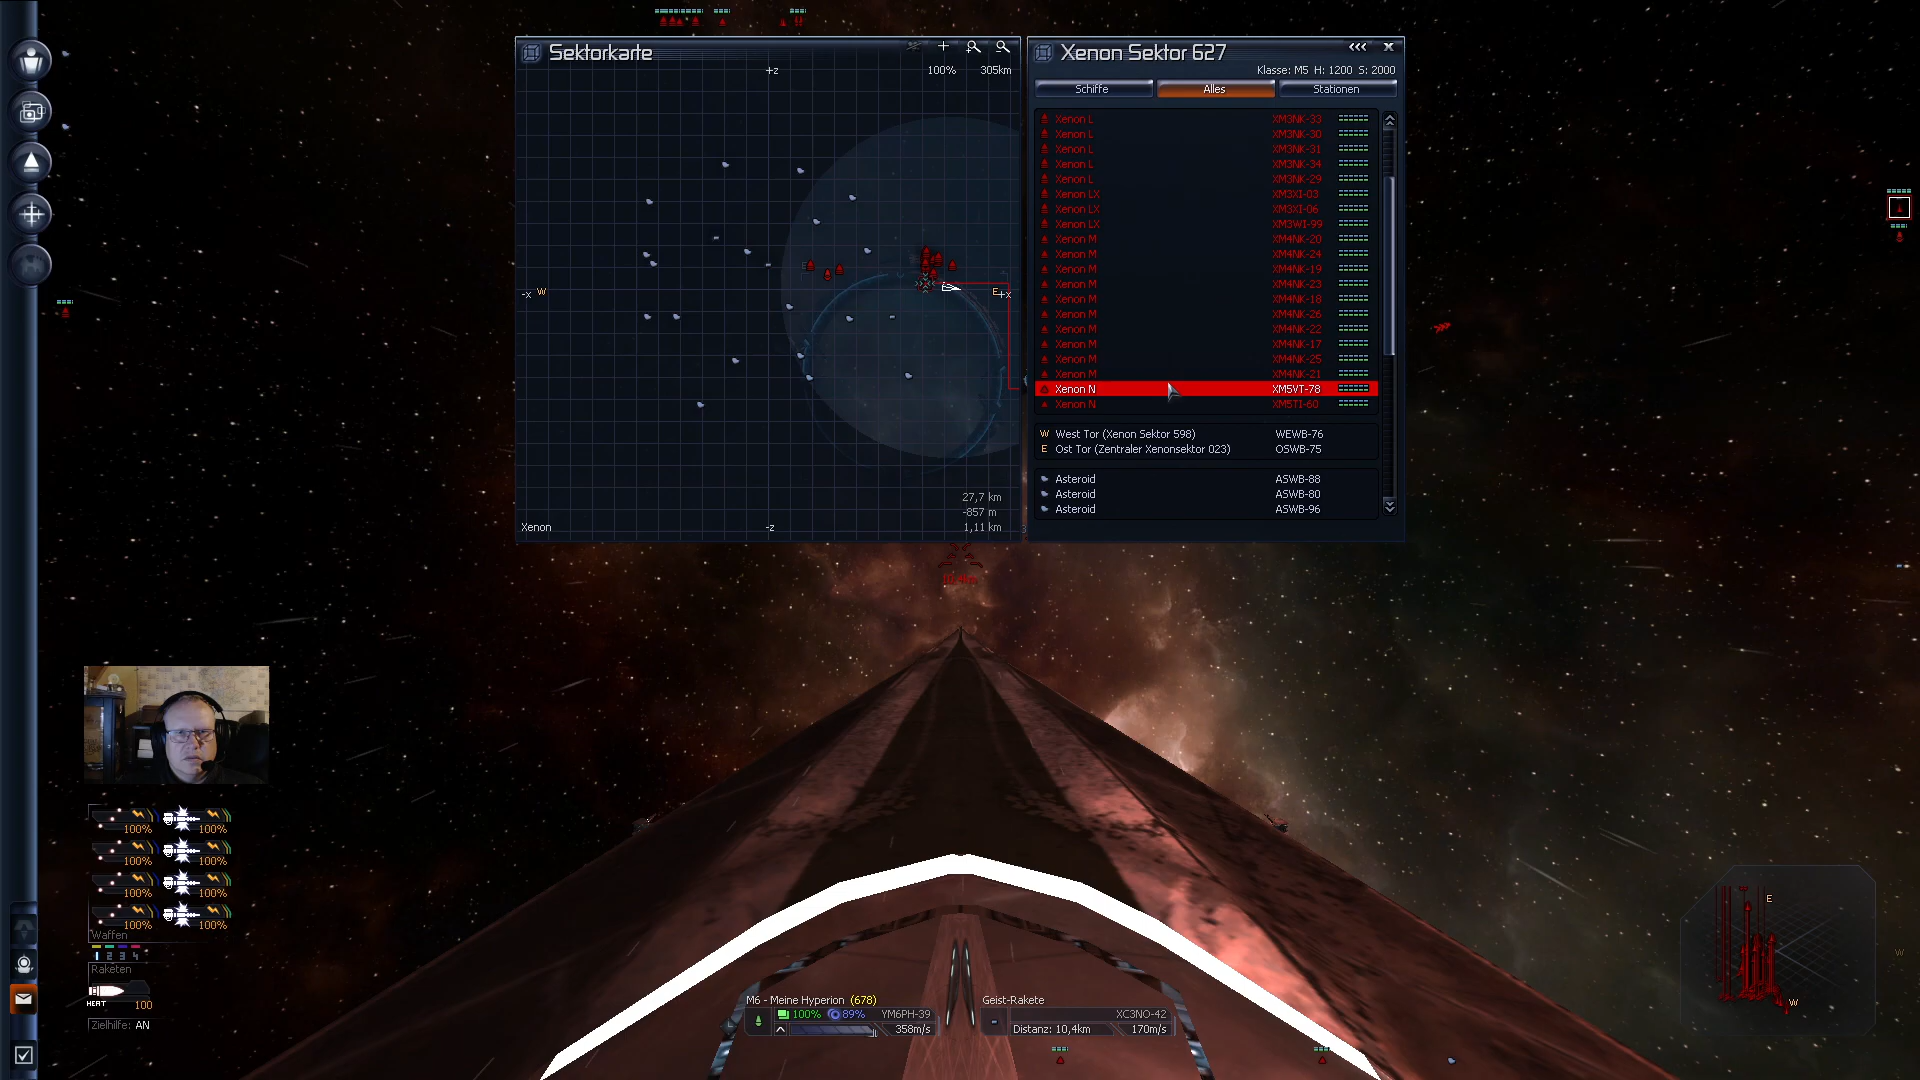 Sektorkarte
+z
100%
305km
-x
W
E
E
+x
27,7 km
-857 m
1,11 km
Xenon
-z
Xenon Sektor 627
Klasse: M5 H: 1200 S: 2000
Schiffe
Alles
Stationen
Xenon L XM3NK-33
Xenon L XM3NK-30
Xenon L XM3NK-31
Xenon L XM3NK-34
Xenon L XM3NK-29
Xenon LX XM3XI-03
Xenon LX XM3XI-06
Xenon LX XM3WI-99
Xenon M XM4NK-20
Xenon M XM4NK-24
Xenon M XM4NK-19
Xenon M XM4NK-23
Xenon M XM4NK-18
Xenon M XM4NK-26
Xenon M XM4NK-22
Xenon M XM4NK-17
Xenon M XM4NK-25
Xenon M XM4NK-21
Xenon N XM5VT-78
Xenon N XM5TI-60
W West Tor (Xenon Sektor 598) WEWB-76
E Ost Tor (Zentraler Xenonsektor 023) OSWB-75
Asteroid ASWB-88
Asteroid ASWB-80
Asteroid ASWB-96
10,4km
100% 100%
100% 100%
100% 100%
100% 100%
Waffen
1 2 3 4
Raketen
HEAT 100
Zielhilfe: AN
M6 - Meine Hyperion (678)
100% 89% YM6PH-39
358m/s
Geist-Rakete
XC3NO-42
Distanz: 10,4km 170m/s
E
W
W